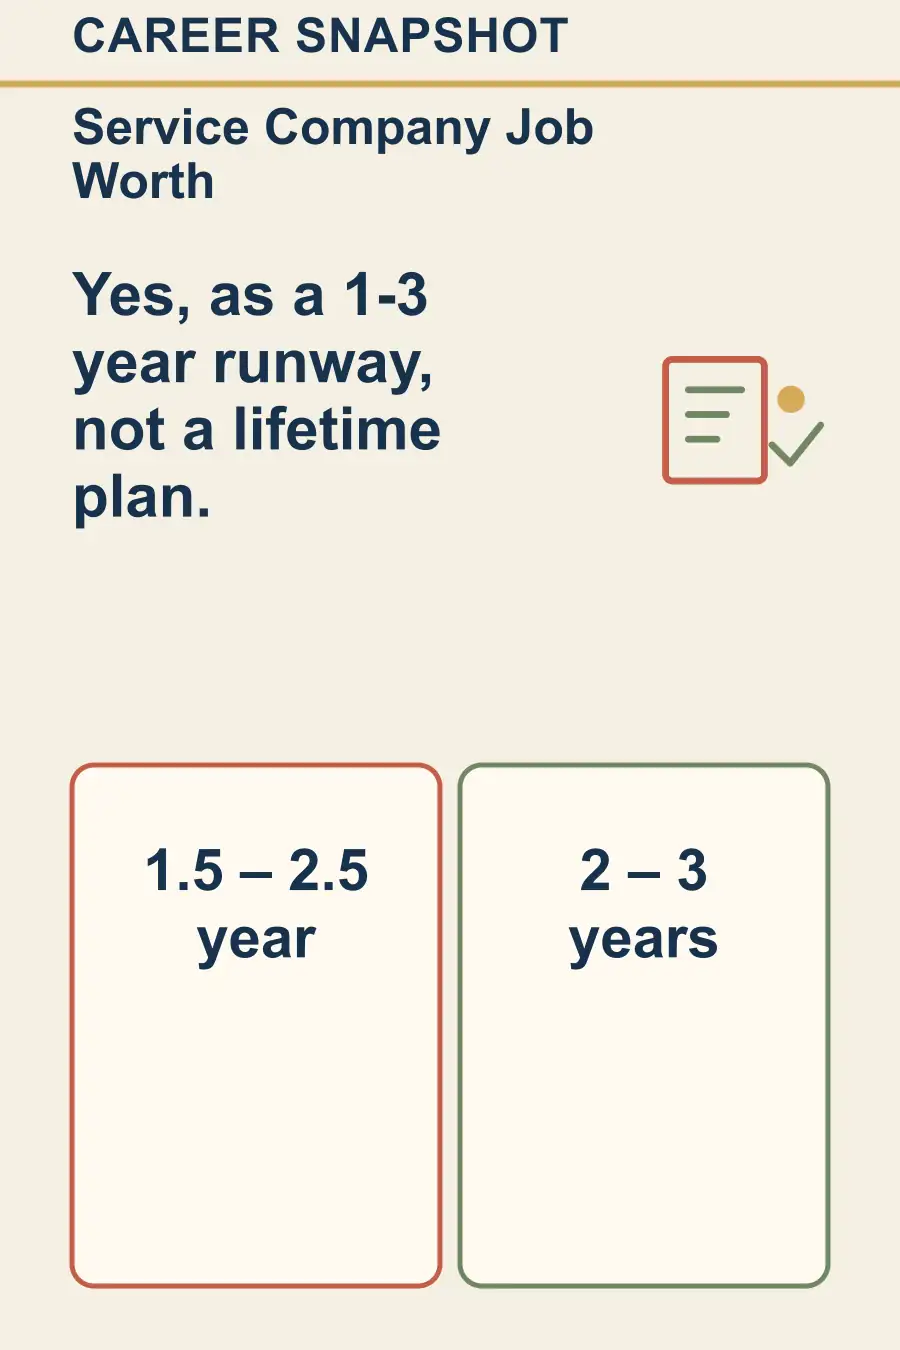 CAREER SNAPSHOT
Service Company Job
Worth
Yes, as a 1-3
year runway,
not a lifetime
plan.
1.5 – 2.5
year
2 – 3
years